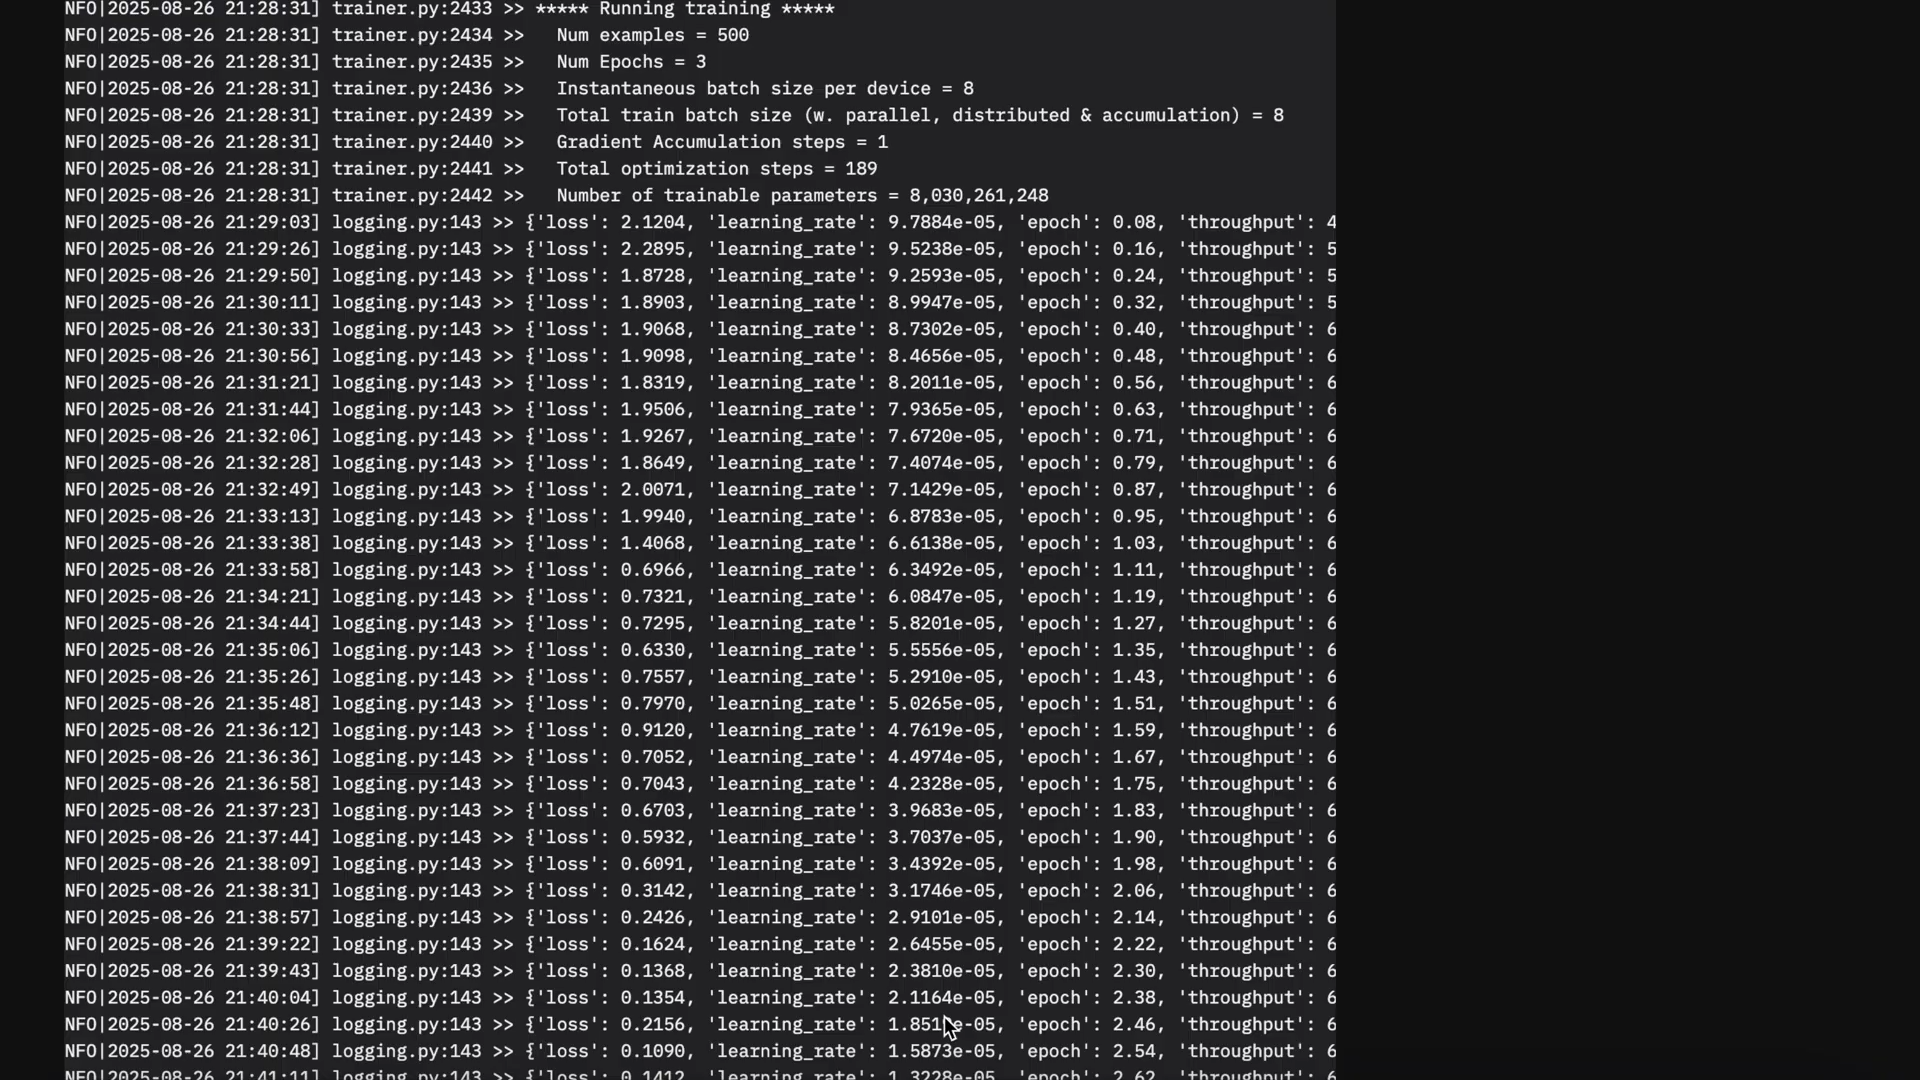 NFO|2025-08-26 21:28:31] trainer.py:2433 >> ***** Running training *****
NFO|2025-08-26 21:28:31] trainer.py:2434 >>   Num examples = 500
NFO|2025-08-26 21:28:31] trainer.py:2435 >>   Num Epochs = 3
NFO|2025-08-26 21:28:31] trainer.py:2436 >>   Instantaneous batch size per device = 8
NFO|2025-08-26 21:28:31] trainer.py:2439 >>   Total train batch size (w. parallel, distributed & accumulation) = 8
NFO|2025-08-26 21:28:31] trainer.py:2440 >>   Gradient Accumulation steps = 1
NFO|2025-08-26 21:28:31] trainer.py:2441 >>   Total optimization steps = 189
NFO|2025-08-26 21:28:31] trainer.py:2442 >>   Number of trainable parameters = 8,030,261,248
NFO|2025-08-26 21:29:03] logging.py:143 >> {'loss': 2.1204, 'learning_rate': 9.7884e-05, 'epoch': 0.08, 'throughput': 4
NFO|2025-08-26 21:29:26] logging.py:143 >> {'loss': 2.2895, 'learning_rate': 9.5238e-05, 'epoch': 0.16, 'throughput': 5
NFO|2025-08-26 21:29:50] logging.py:143 >> {'loss': 1.8728, 'learning_rate': 9.2593e-05, 'epoch': 0.24, 'throughput': 5
NFO|2025-08-26 21:30:11] logging.py:143 >> {'loss': 1.8903, 'learning_rate': 8.9947e-05, 'epoch': 0.32, 'throughput': 5
NFO|2025-08-26 21:30:33] logging.py:143 >> {'loss': 1.9068, 'learning_rate': 8.7302e-05, 'epoch': 0.40, 'throughput': 6
NFO|2025-08-26 21:30:56] logging.py:143 >> {'loss': 1.9098, 'learning_rate': 8.4656e-05, 'epoch': 0.48, 'throughput': 6
NFO|2025-08-26 21:31:21] logging.py:143 >> {'loss': 1.8319, 'learning_rate': 8.2011e-05, 'epoch': 0.56, 'throughput': 6
NFO|2025-08-26 21:31:44] logging.py:143 >> {'loss': 1.9506, 'learning_rate': 7.9365e-05, 'epoch': 0.63, 'throughput': 6
NFO|2025-08-26 21:32:06] logging.py:143 >> {'loss': 1.9267, 'learning_rate': 7.6720e-05, 'epoch': 0.71, 'throughput': 6
NFO|2025-08-26 21:32:28] logging.py:143 >> {'loss': 1.8649, 'learning_rate': 7.4074e-05, 'epoch': 0.79, 'throughput': 6
NFO|2025-08-26 21:32:49] logging.py:143 >> {'loss': 2.0071, 'learning_rate': 7.1429e-05, 'epoch': 0.87, 'throughput': 6
NFO|2025-08-26 21:33:13] logging.py:143 >> {'loss': 1.9940, 'learning_rate': 6.8783e-05, 'epoch': 0.95, 'throughput': 6
NFO|2025-08-26 21:33:38] logging.py:143 >> {'loss': 1.4068, 'learning_rate': 6.6138e-05, 'epoch': 1.03, 'throughput': 6
NFO|2025-08-26 21:33:58] logging.py:143 >> {'loss': 0.6966, 'learning_rate': 6.3492e-05, 'epoch': 1.11, 'throughput': 6
NFO|2025-08-26 21:34:21] logging.py:143 >> {'loss': 0.7321, 'learning_rate': 6.0847e-05, 'epoch': 1.19, 'throughput': 6
NFO|2025-08-26 21:34:44] logging.py:143 >> {'loss': 0.7295, 'learning_rate': 5.8201e-05, 'epoch': 1.27, 'throughput': 6
NFO|2025-08-26 21:35:06] logging.py:143 >> {'loss': 0.6330, 'learning_rate': 5.5556e-05, 'epoch': 1.35, 'throughput': 6
NFO|2025-08-26 21:35:26] logging.py:143 >> {'loss': 0.7557, 'learning_rate': 5.2910e-05, 'epoch': 1.43, 'throughput': 6
NFO|2025-08-26 21:35:48] logging.py:143 >> {'loss': 0.7970, 'learning_rate': 5.0265e-05, 'epoch': 1.51, 'throughput': 6
NFO|2025-08-26 21:36:12] logging.py:143 >> {'loss': 0.9120, 'learning_rate': 4.7619e-05, 'epoch': 1.59, 'throughput': 6
NFO|2025-08-26 21:36:36] logging.py:143 >> {'loss': 0.7052, 'learning_rate': 4.4974e-05, 'epoch': 1.67, 'throughput': 6
NFO|2025-08-26 21:36:58] logging.py:143 >> {'loss': 0.7043, 'learning_rate': 4.2328e-05, 'epoch': 1.75, 'throughput': 6
NFO|2025-08-26 21:37:23] logging.py:143 >> {'loss': 0.6703, 'learning_rate': 3.9683e-05, 'epoch': 1.83, 'throughput': 6
NFO|2025-08-26 21:37:44] logging.py:143 >> {'loss': 0.5932, 'learning_rate': 3.7037e-05, 'epoch': 1.90, 'throughput': 6
NFO|2025-08-26 21:38:09] logging.py:143 >> {'loss': 0.6091, 'learning_rate': 3.4392e-05, 'epoch': 1.98, 'throughput': 6
NFO|2025-08-26 21:38:31] logging.py:143 >> {'loss': 0.3142, 'learning_rate': 3.1746e-05, 'epoch': 2.06, 'throughput': 6
NFO|2025-08-26 21:38:57] logging.py:143 >> {'loss': 0.2426, 'learning_rate': 2.9101e-05, 'epoch': 2.14, 'throughput': 6
NFO|2025-08-26 21:39:22] logging.py:143 >> {'loss': 0.1624, 'learning_rate': 2.6455e-05, 'epoch': 2.22, 'throughput': 6
NFO|2025-08-26 21:39:43] logging.py:143 >> {'loss': 0.1368, 'learning_rate': 2.3810e-05, 'epoch': 2.30, 'throughput': 6
NFO|2025-08-26 21:40:04] logging.py:143 >> {'loss': 0.1354, 'learning_rate': 2.1164e-05, 'epoch': 2.38, 'throughput': 6
NFO|2025-08-26 21:40:26] logging.py:143 >> {'loss': 0.2156, 'learning_rate': 'epoch': 2.46, 'throughput': 6
NFO|2025-08-26 21:40:48] logging.py:143 >> {'loss': 0.1090, 'learning_rate': 1.5873e-05, 'epoch': 2.54, 'throughput': 6
NFO|2025-08-26 21:41:11] logging.py:143 >> {'loss': 0.1412, 'learning_rate': 1.3228e-05, 'epoch': 2.62, 'throughput': 6